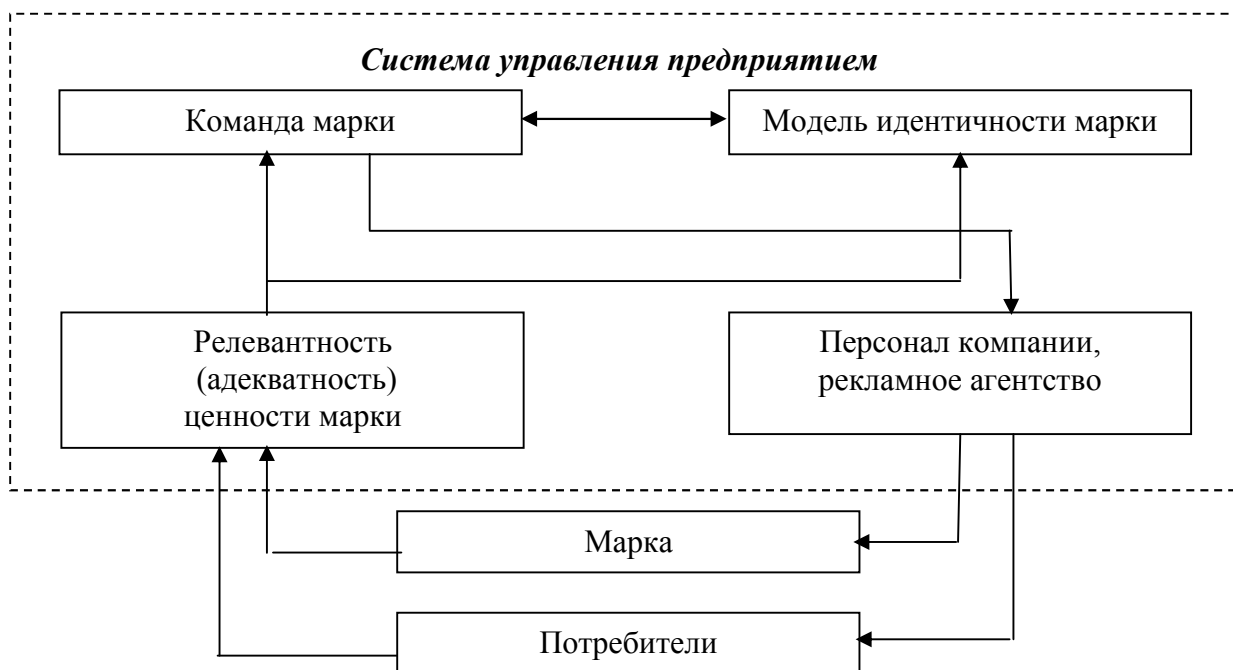 Система управления предприятием
Команда марки
Модель идентичности марки
Релевантность
(адекватность)
ценности марки
Персонал компании,
рекламное агентство
Марка
Потребители